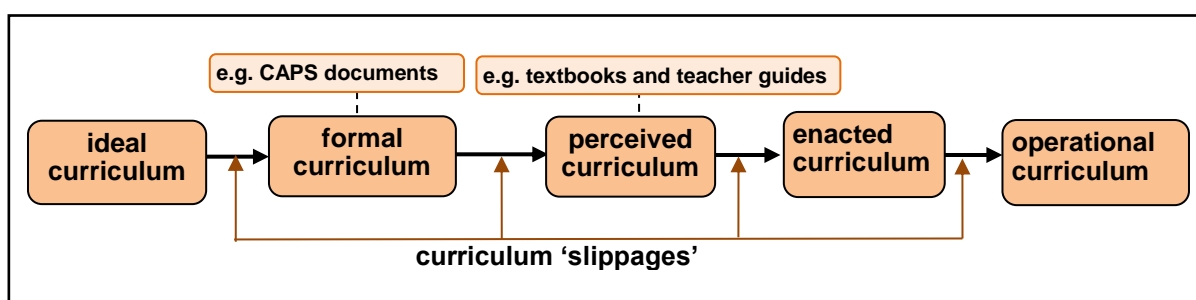 e.g. CAPS documents
e.g. textbooks and teacher guides
ideal
curriculum
formal
curriculum
perceived
curriculum
enacted
curriculum
operational
curriculum
curriculum ‘slippages’